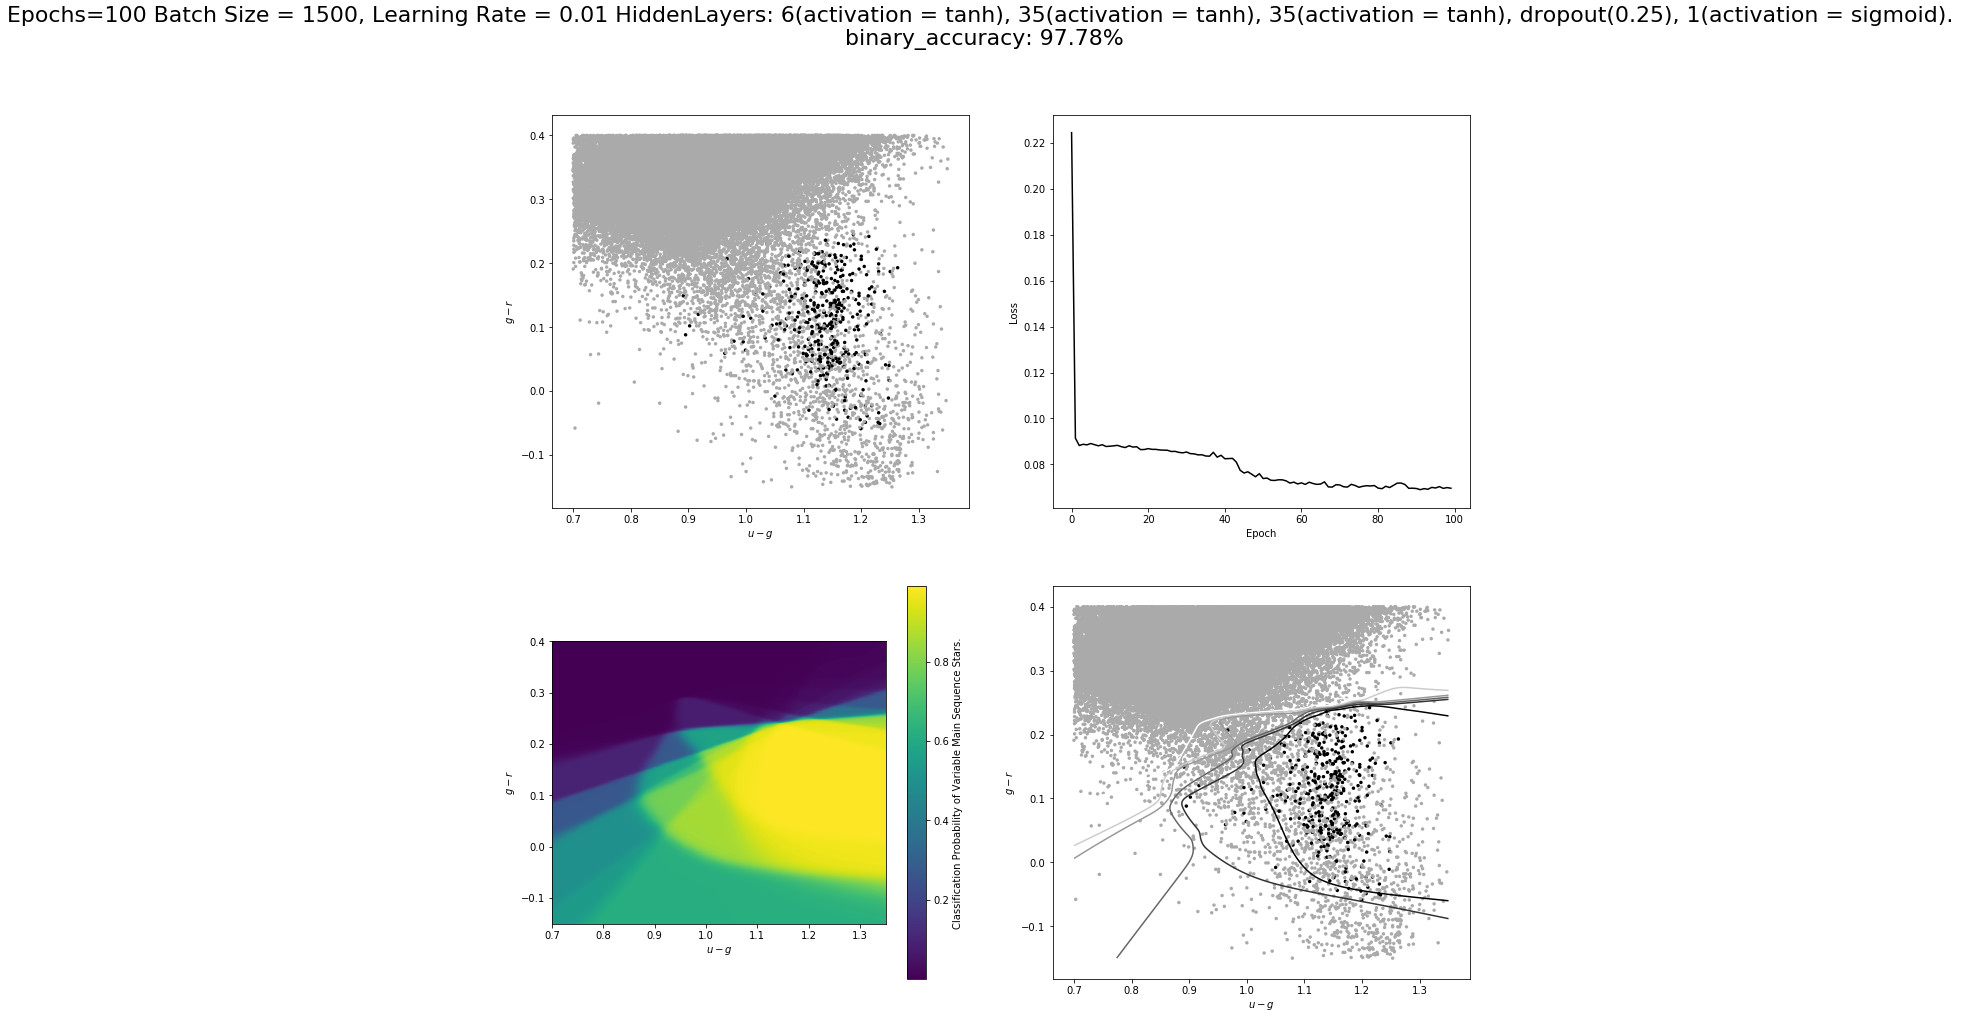 Epochs=100 Batch Size = 1500, Learning Rate = 0.01 HiddenLayers: 6(activation = tanh), 35(activation = tanh), 35(activation = tanh), dropout(0.25), 1(activation = sigmoid).
binary_accuracy: 97.78%
0.4
0.3
0.2
0.1
0.0
−0.1
g − r
0.7 0.8 0.9 1.0 1.1 1.2 1.3
u − g
0.22
0.20
0.18
0.16
0.14
0.12
0.10
0.08
Loss
0 20 40 60 80 100
Epoch
0.4
0.3
0.2
0.1
0.0
−0.1
g − r
0.7 0.8 0.9 1.0 1.1 1.2 1.3
u − g
0.8
0.6
0.4
0.2
Classification Probability of Variable Main Sequence Stars.
0.4
0.3
0.2
0.1
0.0
−0.1
g − r
0.7 0.8 0.9 1.0 1.1 1.2 1.3
u − g